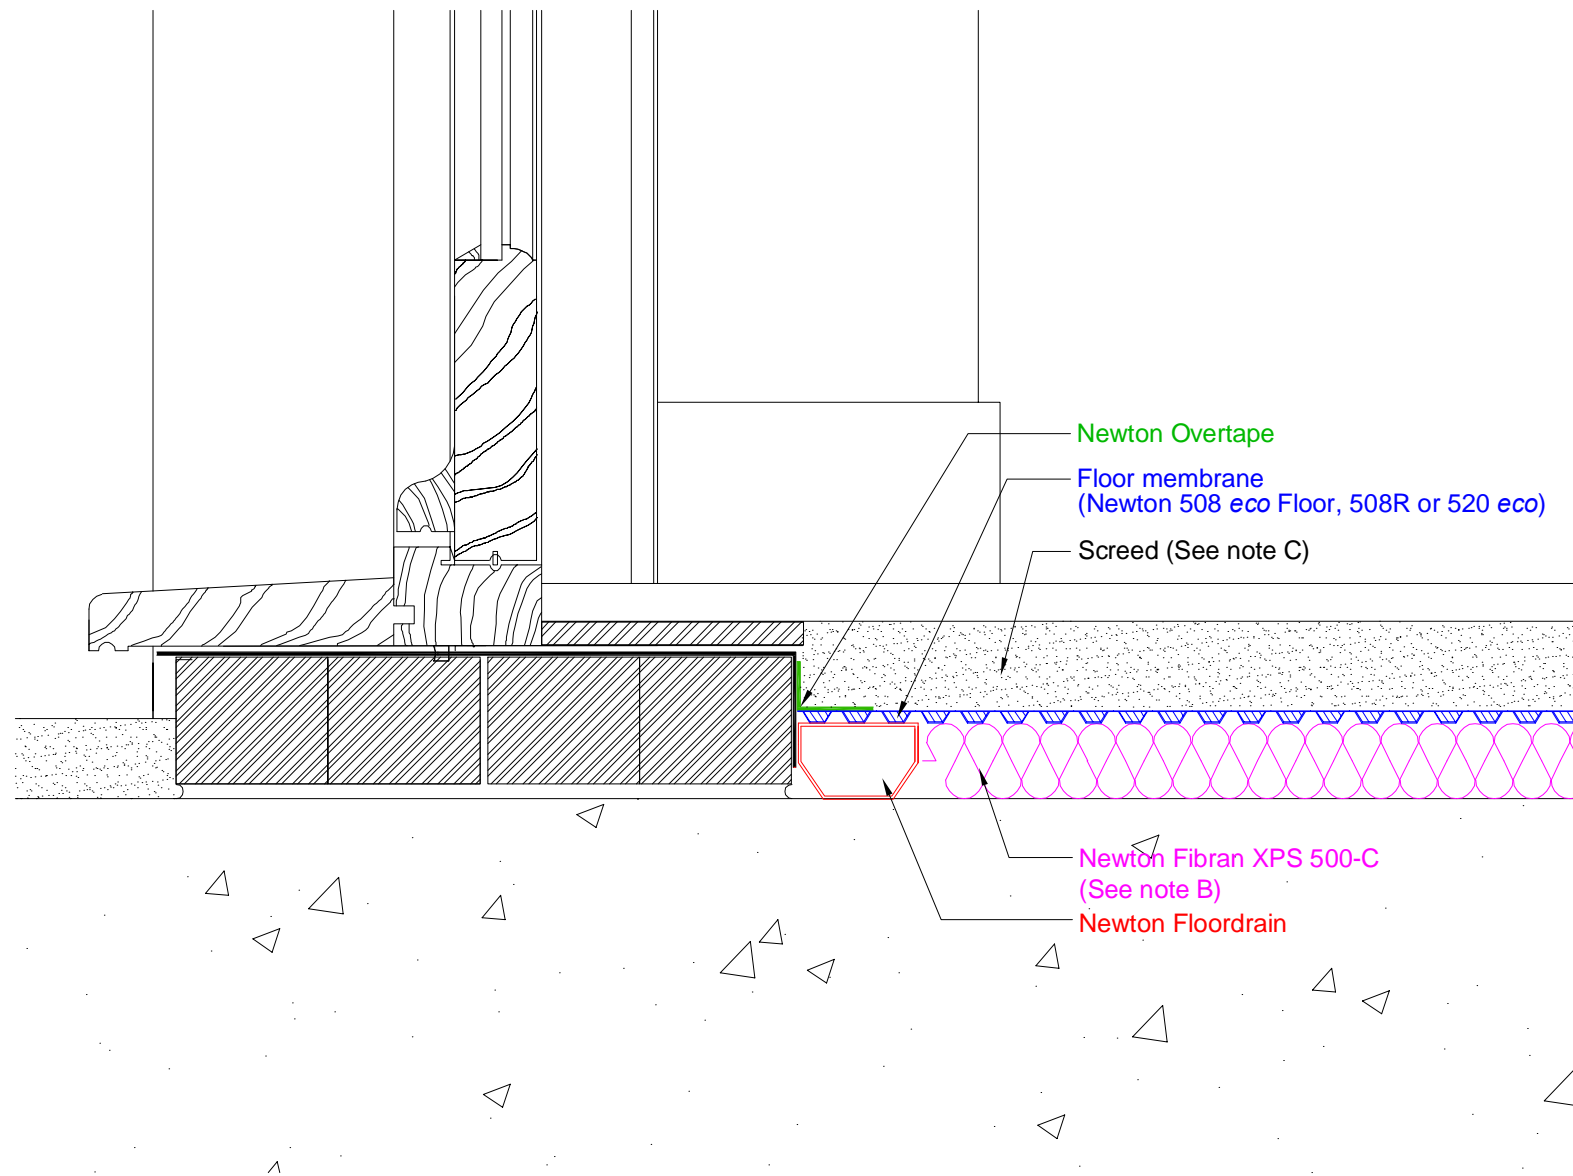 Newton Overtape
Floor membrane
(Newton 508 eco Floor, 508R or 520 eco)
Screed (See note C)
Newton Fibran XPS 500-C
(See note B)
Newton Floordrain